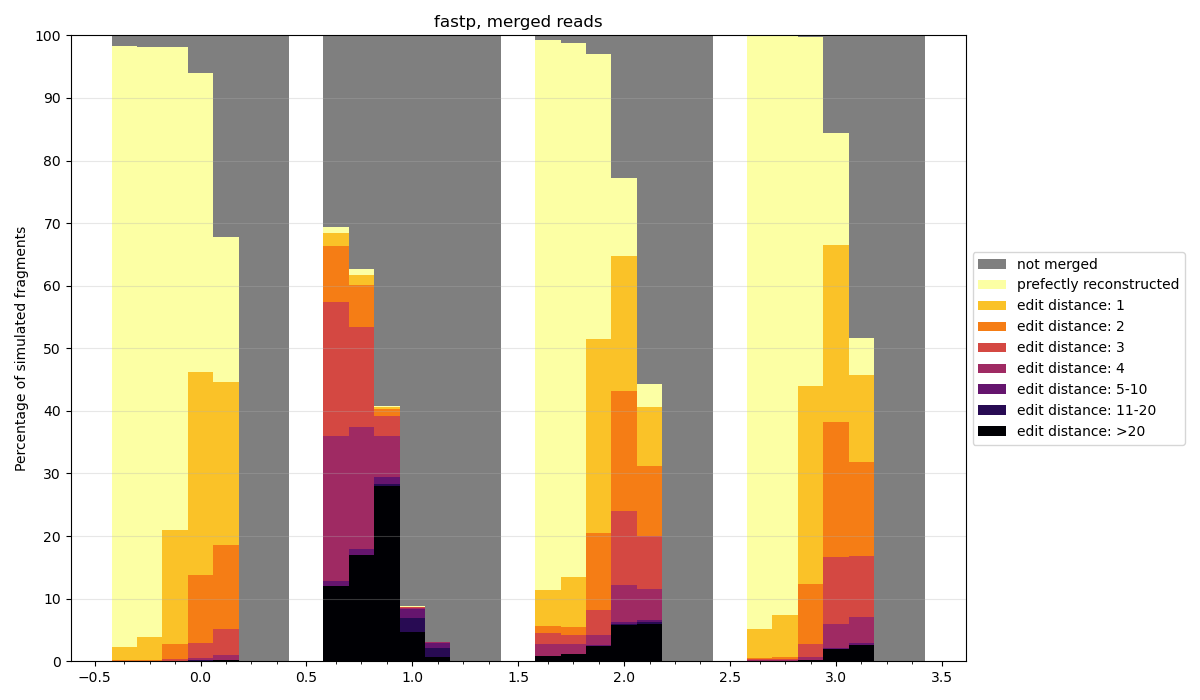 fastp, merged reads
Percentage of simulated fragments
100
90
80
70
60
50
40
30
20
10
0
−0.5 0.0 0.5 1.0 1.5 2.0 2.5 3.0 3.5
not merged
prefectly reconstructed
edit distance: 1
edit distance: 2
edit distance: 3
edit distance: 4
edit distance: 5-10
edit distance: 11-20
edit distance: >20